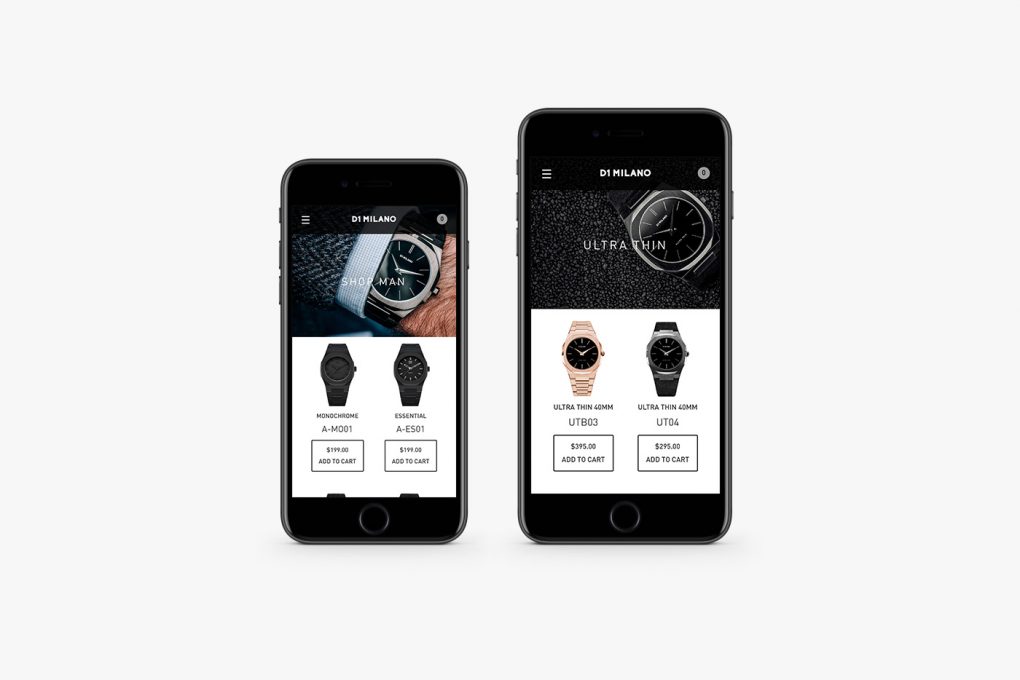 D1 MILANO
0
SHOP MAN
MONOCHROME
A-MO01
$199.00
ADD TO CART
ESSENTIAL
A-ES01
$199.00
ADD TO CART
D1 MILANO
0
ULTRA THIN
ULTRA THIN 40MM
UTB03
$395.00
ADD TO CART
ULTRA THIN 40MM
UT04
$295.00
ADD TO CART